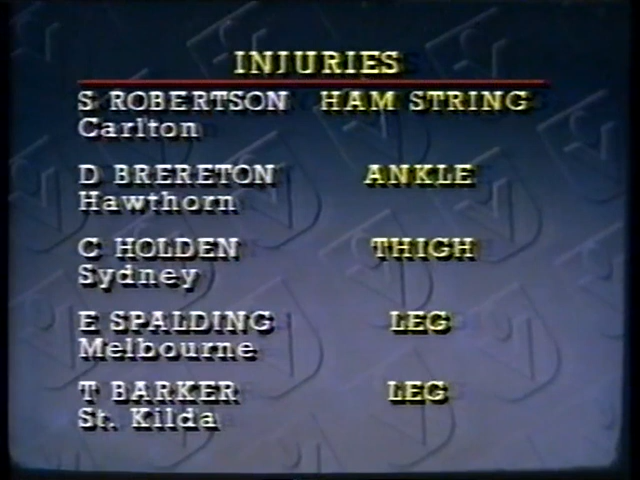 INJURIES
S ROBERTSON HAM STRING
Carlton
D BRERETON ANKLE
Hawthorn
C HOLDEN THIGH
Sydney
E SPALDING LEG
Melbourne
T BARKER LEG
St. Kilda